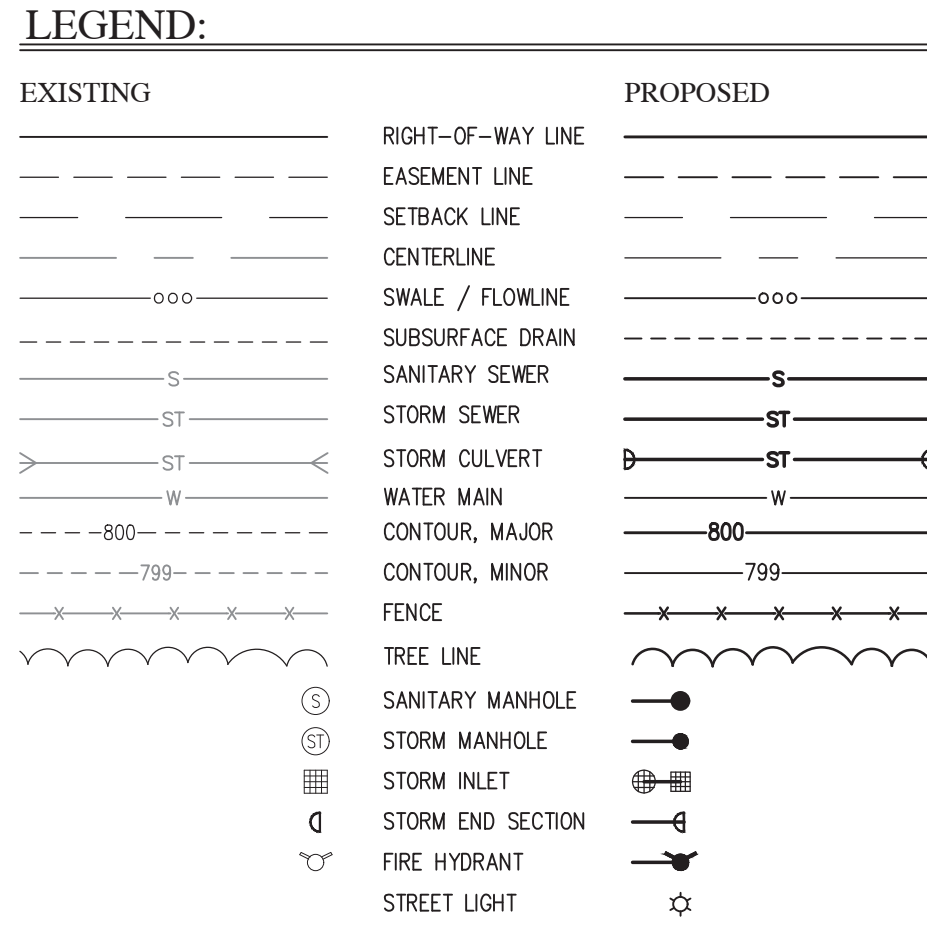 LEGEND:
EXISTING PROPOSED
RIGHT-OF-WAY LINE
EASEMENT LINE
SETBACK LINE
CENTERLINE
ooo SWALE / FLOWLINE ooo
SUBSURFACE DRAIN
S SANITARY SEWER S
ST STORM SEWER ST
ST STORM CULVERT ST
W WATER MAIN W
800 CONTOUR, MAJOR 800
799 CONTOUR, MINOR 799
x x x x x FENCE x x x x x
TREE LINE
S SANITARY MANHOLE
ST STORM MANHOLE
STORM INLET
STORM END SECTION
FIRE HYDRANT
STREET LIGHT